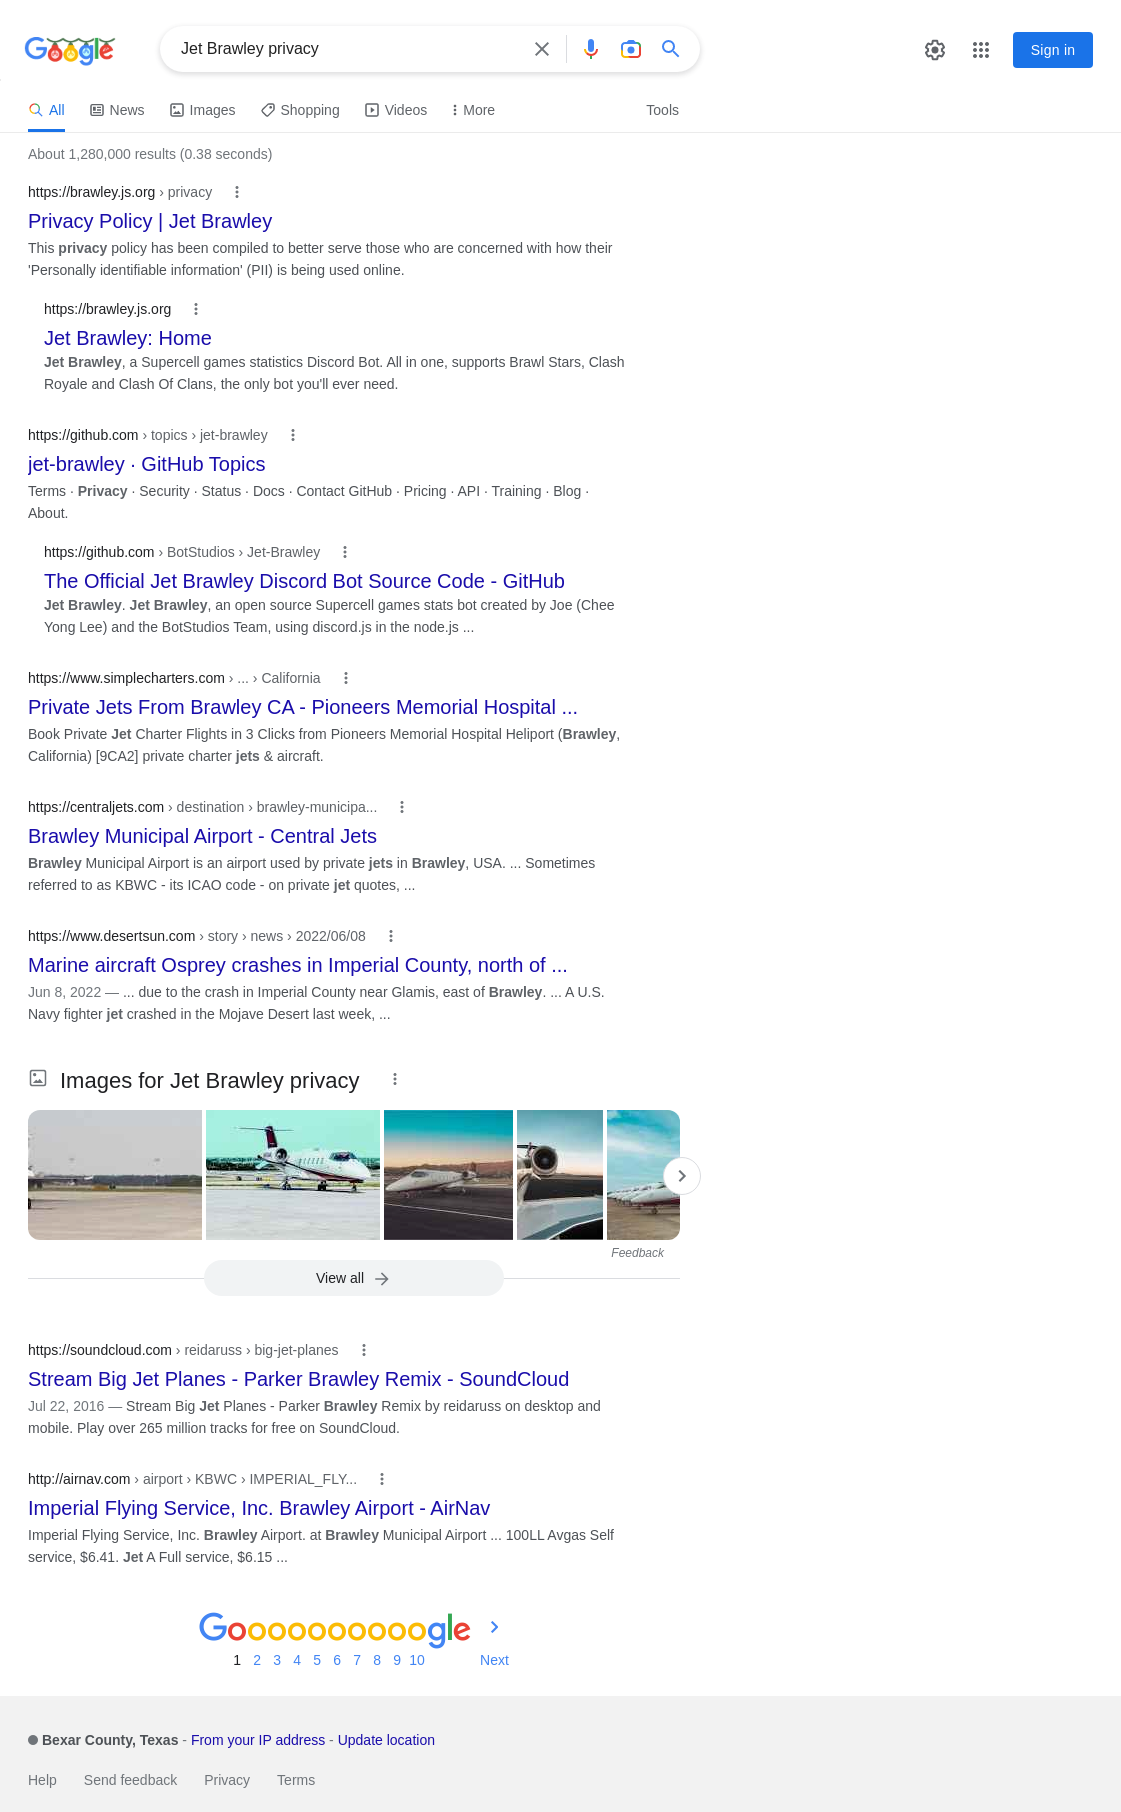 Google
Jet Brawley privacy
Sign in
All News Images Shopping Videos More Tools
About 1,280,000 results (0.38 seconds)
https://brawley.js.org › privacy
Privacy Policy | Jet Brawley
This privacy policy has been compiled to better serve those who are concerned with how their
'Personally identifiable information' (PII) is being used online.
https://brawley.js.org
Jet Brawley: Home
Jet Brawley, a Supercell games statistics Discord Bot. All in one, supports Brawl Stars, Clash
Royale and Clash Of Clans, the only bot you'll ever need.
https://github.com › topics › jet-brawley
jet-brawley · GitHub Topics
Terms · Privacy · Security · Status · Docs · Contact GitHub · Pricing · API · Training · Blog ·
About.
https://github.com › BotStudios › Jet-Brawley
The Official Jet Brawley Discord Bot Source Code - GitHub
Jet Brawley. Jet Brawley, an open source Supercell games stats bot created by Joe (Chee
Yong Lee) and the BotStudios Team, using discord.js in the node.js ...
https://www.simplecharters.com › ... › California
Private Jets From Brawley CA - Pioneers Memorial Hospital ...
Book Private Jet Charter Flights in 3 Clicks from Pioneers Memorial Hospital Heliport (Brawley,
California) [9CA2] private charter jets & aircraft.
https://centraljets.com › destination › brawley-municipa...
Brawley Municipal Airport - Central Jets
Brawley Municipal Airport is an airport used by private jets in Brawley, USA. ... Sometimes
referred to as KBWC - its ICAO code - on private jet quotes, ...
https://www.desertsun.com › story › news › 2022/06/08
Marine aircraft Osprey crashes in Imperial County, north of ...
Jun 8, 2022 — ... due to the crash in Imperial County near Glamis, east of Brawley. ... A U.S.
Navy fighter jet crashed in the Mojave Desert last week, ...
Images for Jet Brawley privacy
Feedback
View all
https://soundcloud.com › reidaruss › big-jet-planes
Stream Big Jet Planes - Parker Brawley Remix - SoundCloud
Jul 22, 2016 — Stream Big Jet Planes - Parker Brawley Remix by reidaruss on desktop and
mobile. Play over 265 million tracks for free on SoundCloud.
http://airnav.com › airport › KBWC › IMPERIAL_FLY...
Imperial Flying Service, Inc. Brawley Airport - AirNav
Imperial Flying Service, Inc. Brawley Airport. at Brawley Municipal Airport ... 100LL Avgas Self
service, $6.41. Jet A Full service, $6.15 ...
Goooooooooogle
1 2 3 4 5 6 7 8 9 10 Next
Bexar County, Texas - From your IP address - Update location
Help Send feedback Privacy Terms